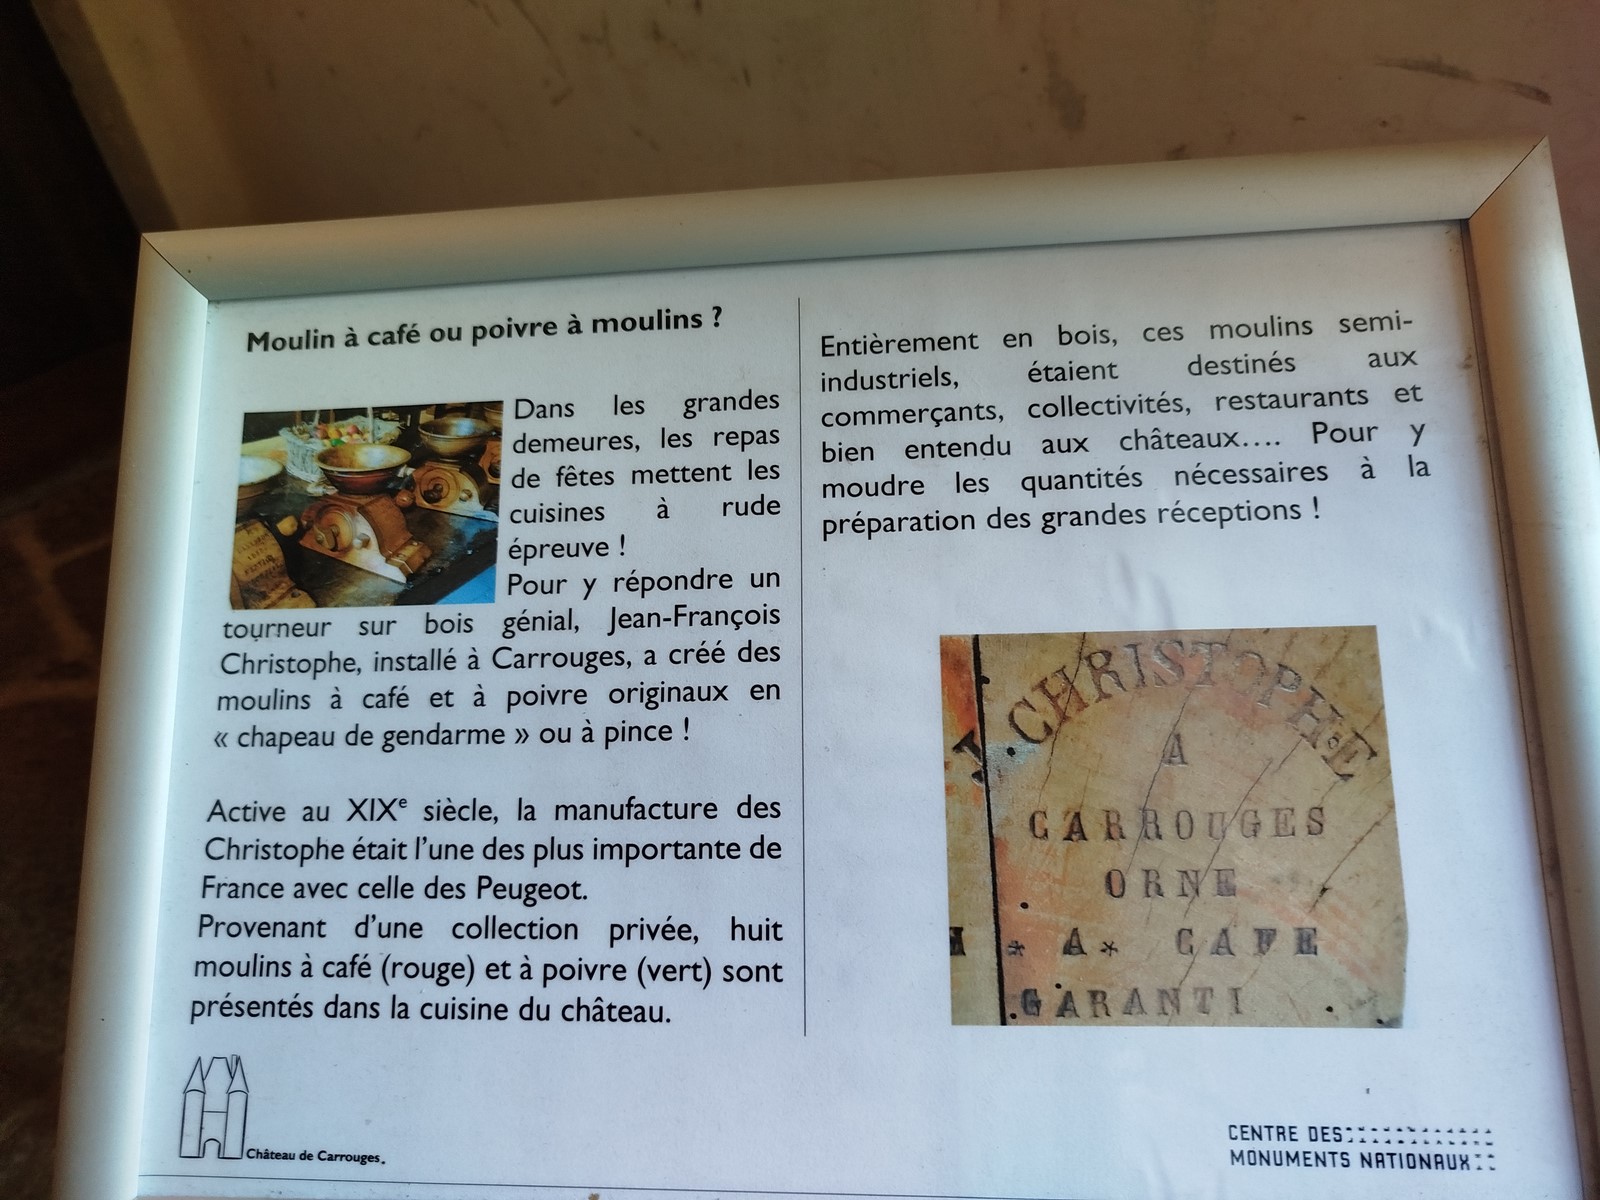 Moulin à café ou poivre à moulins ?
Dans les grandes
demeures, les repas
de fêtes mettent les
cuisines à rude
épreuve !
Pour y répondre un
tourneur sur bois génial, Jean-François
Christophe, installé à Carrouges, a créé des
moulins à café et à poivre originaux en
« chapeau de gendarme » ou à pince !
Active au XIXe siècle, la manufacture des
Christophe était l'une des plus importante de
France avec celle des Peugeot.
Provenant d'une collection privée, huit
moulins à café (rouge) et à poivre (vert) sont
présentés dans la cuisine du château.
Château de Carrouges.
Entièrement en bois, ces moulins semi-
industriels, étaient destinés aux
commerçants, collectivités, restaurants et
bien entendu aux châteaux.... Pour y
moudre les quantités nécessaires à la
préparation des grandes réceptions !
J. CHRISTOPHE
A
CARROUGES
ORNE
* A * CAFE
GARANTI
CENTRE DES
MONUMENTS NATIONAUX